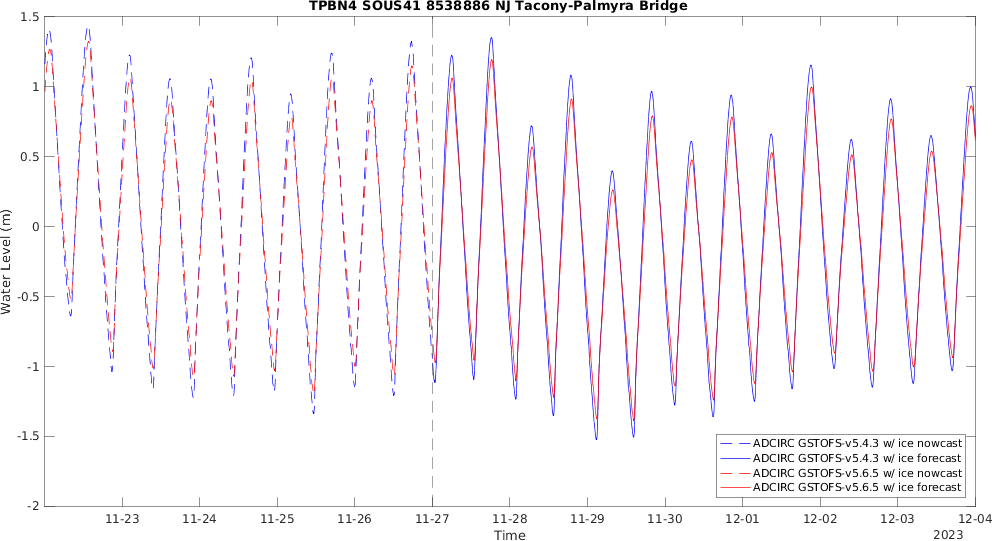 TPBN4 SOUS41 8538886 NJ Tacony-Palmyra Bridge
1.5
1
0.5
0
-0.5
-1
-1.5
-2
Water Level (m)
ADCIRC GSTOFS-v5.4.3 w/ ice nowcast
ADCIRC GSTOFS-v5.4.3 w/ ice forecast
ADCIRC GSTOFS-v5.6.5 w/ ice nowcast
ADCIRC GSTOFS-v5.6.5 w/ ice forecast
11-23 11-24 11-25 11-26 11-27 11-28 11-29 11-30 12-01 12-02 12-03 12-04
Time
2023